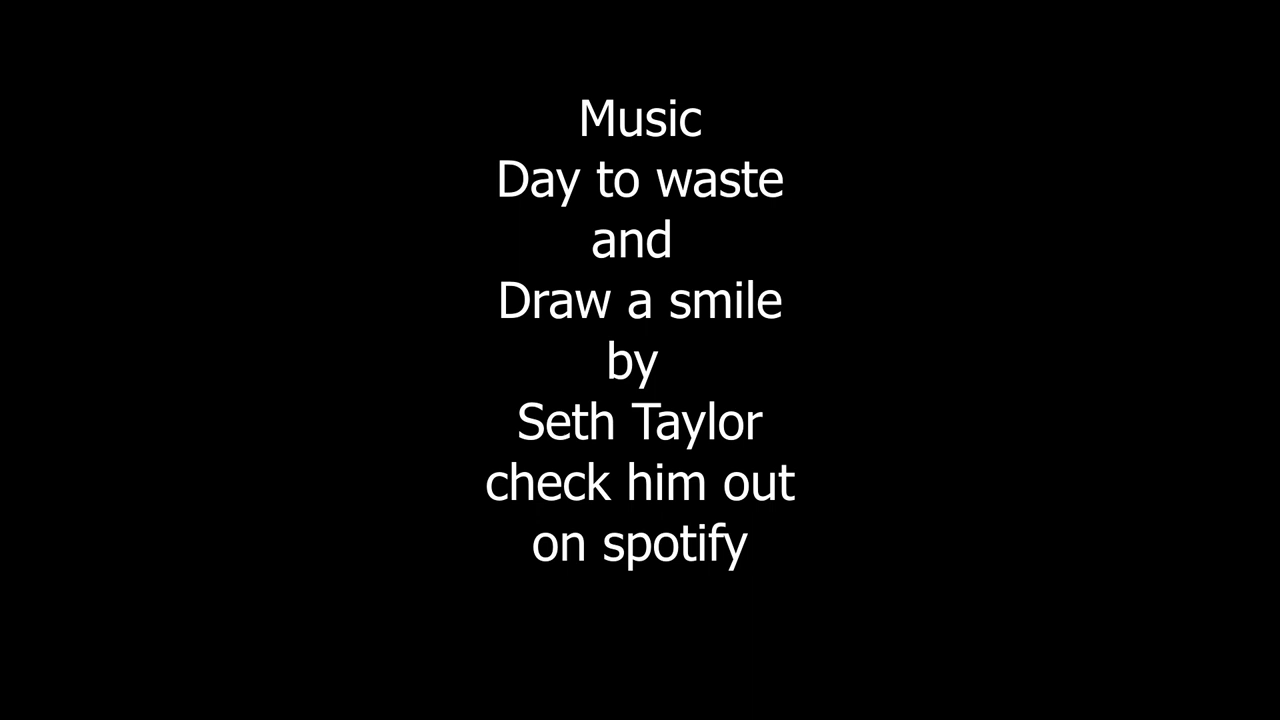 Music
Day to waste
and
Draw a smile
by
Seth Taylor
check him out
on spotify